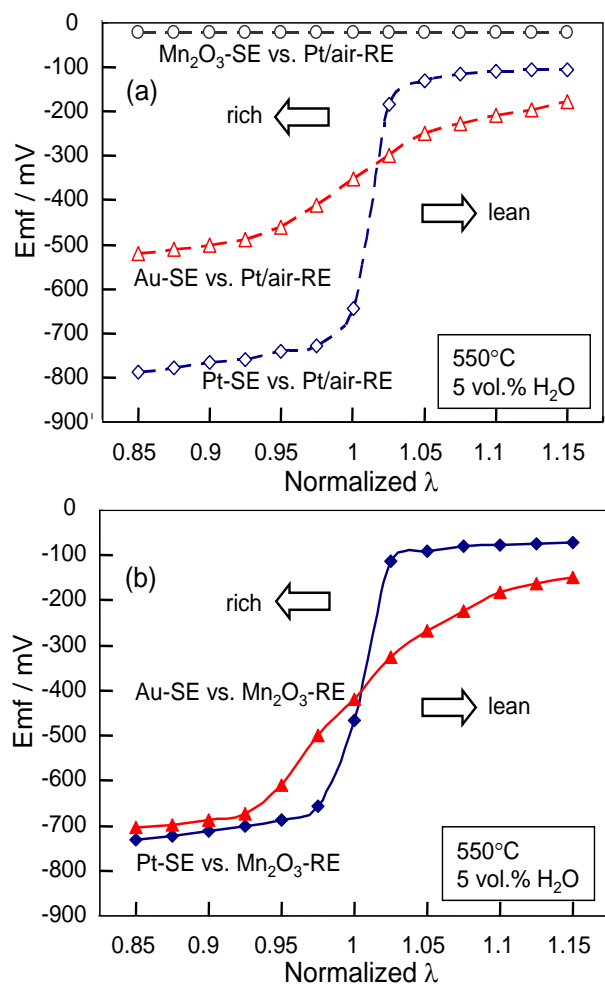 0
-100
-200
-300
-400
-500
-600
-700
-800
-900
Emf / mV
Mn₂O₃-SE vs. Pt/air-RE
(a)
rich
lean
Au-SE vs. Pt/air-RE
Pt-SE vs. Pt/air-RE
550°C
5 vol.% H₂O
0.85 0.9 0.95 1 1.05 1.1 1.15
Normalized λ
0
-100
-200
-300
-400
-500
-600
-700
-800
-900
Emf / mV
(b)
rich
Au-SE vs. Mn₂O₃-RE
lean
Pt-SE vs. Mn₂O₃-RE
550°C
5 vol.% H₂O
0.85 0.9 0.95 1 1.05 1.1 1.15
Normalized λ